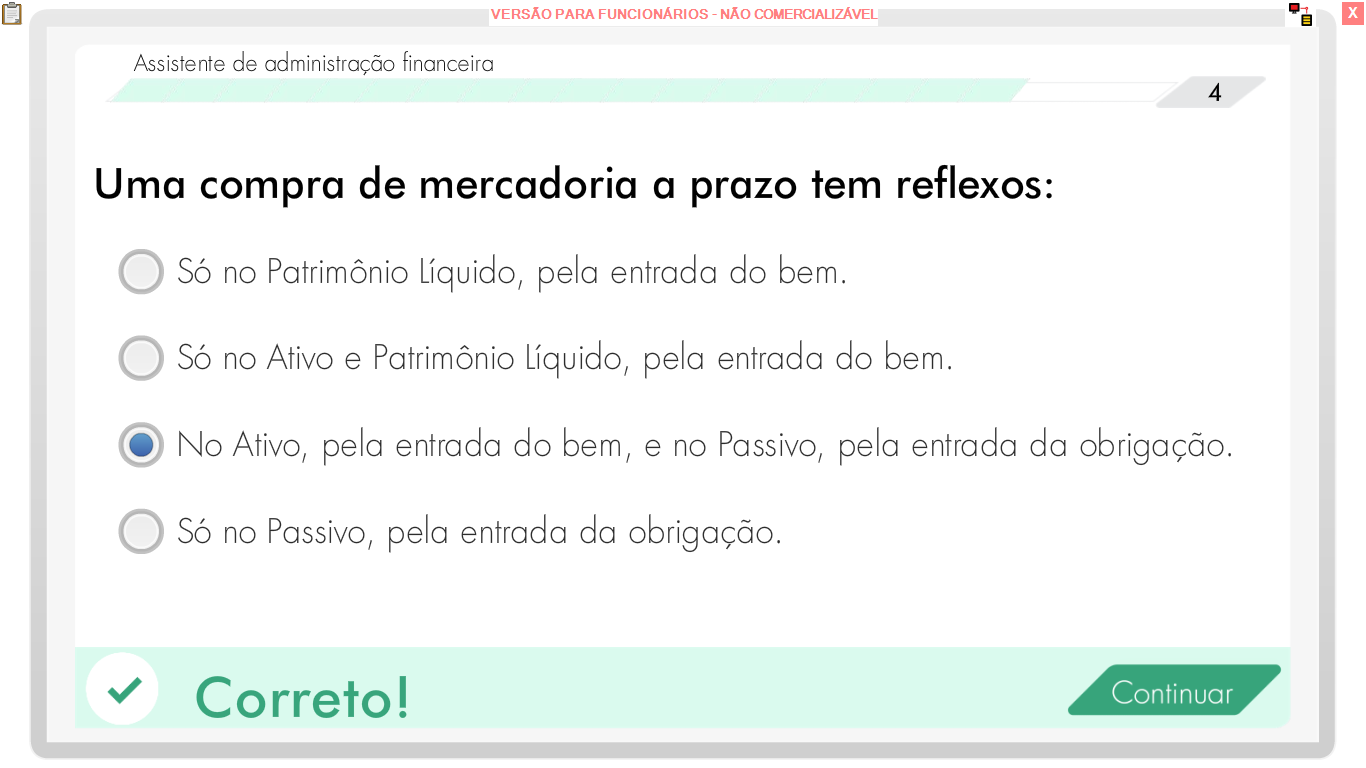 VERSÃO PARA FUNCIONÁRIOS - NÃO COMERCIALIZÁVEL
X
Assistente de administração financeira
4
Uma compra de mercadoria a prazo tem reflexos:
Só no Patrimônio Líquido, pela entrada do bem.
Só no Ativo e Patrimônio Líquido, pela entrada do bem.
No Ativo, pela entrada do bem, e no Passivo, pela entrada da obrigação.
Só no Passivo, pela entrada da obrigação.
Correto!
Continuar